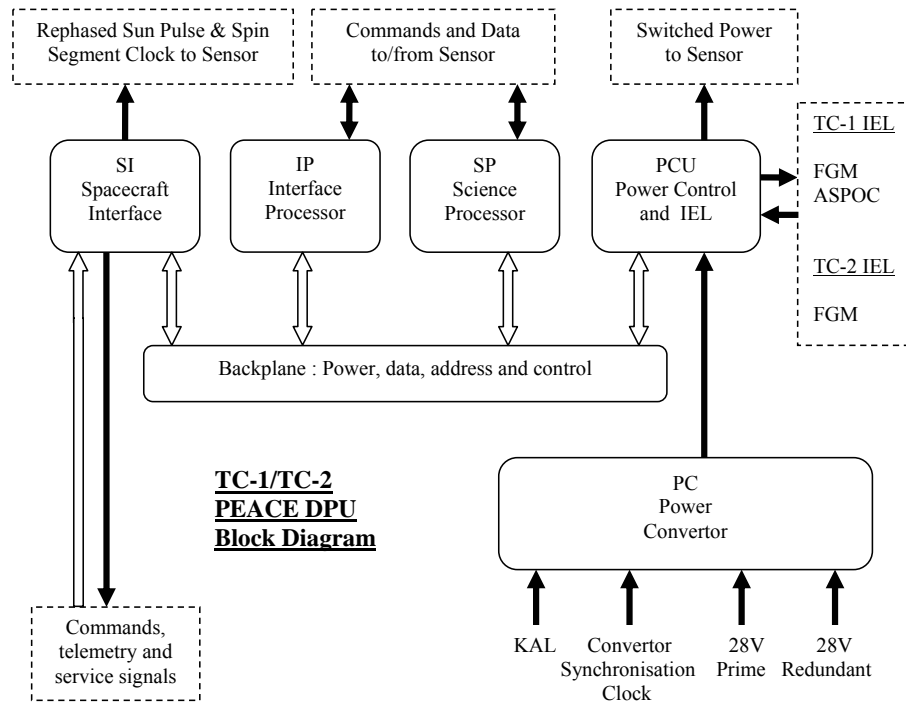 Rephased Sun Pulse & Spin
Segment Clock to Sensor
Commands and Data
to/from Sensor
Switched Power
to Sensor
SI
Spacecraft
Interface
IP
Interface
Processor
SP
Science
Processor
PCU
Power Control
and IEL
TC-1 IEL
FGM
ASPOC
TC-2 IEL
FGM
Backplane : Power, data, address and control
TC-1/TC-2
PEACE DPU
Block Diagram
PC
Power
Convertor
Commands,
telemetry and
service signals
KAL
Convertor
Synchronisation
Clock
28V
Prime
28V
Redundant